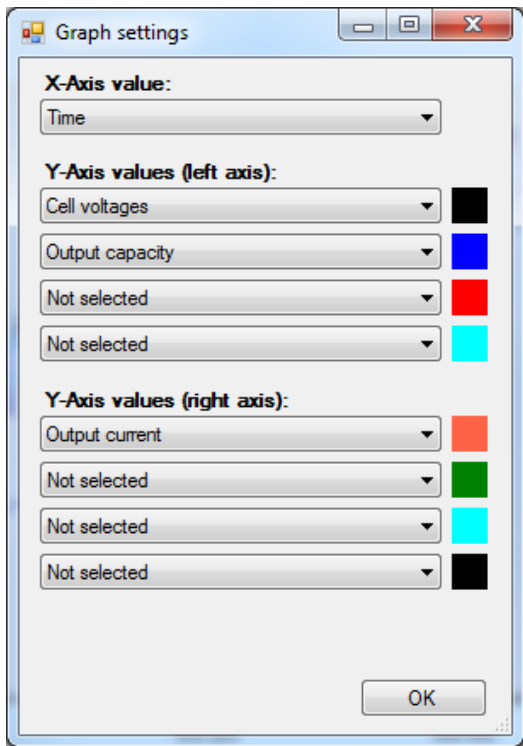 Graph settings
X-Axis value:
Time
Y-Axis values (left axis):
Cell voltages
Output capacity
Not selected
Not selected
Y-Axis values (right axis):
Output current
Not selected
Not selected
Not selected
OK